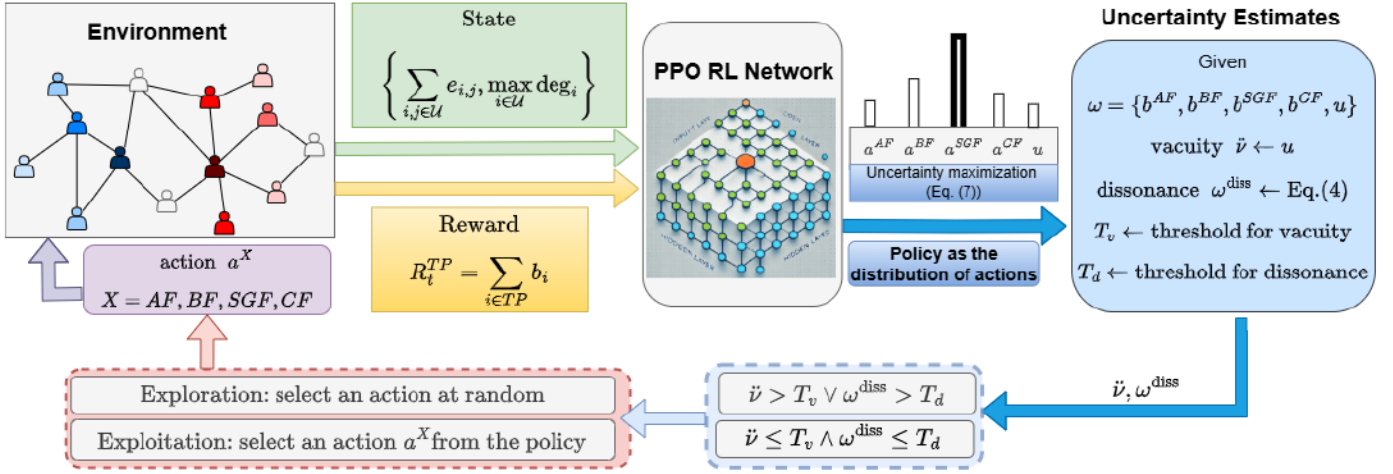 Environment
State
{ ∑_{i,j∈𝒰} e_{i,j}, max_{i∈𝒰} deg_i }
Reward
R_t^{TP} = ∑_{i∈TP} b_i
action a^X
X = AF, BF, SGF, CF
PPO RL Network
HIDDEN LAYER
a^{AF} a^{BF} a^{SGF} a^{CF} u
Uncertainty maximization
(Eq. (7))
Policy as the
distribution of actions
Uncertainty Estimates
Given
ω = {b^{AF}, b^{BF}, b^{SGF}, b^{CF}, u}
vacuity ν̈ ← u
dissonance ω^{diss} ← Eq.(4)
T_v ← threshold for vacuity
T_d ← threshold for dissonance
ν̈, ω^{diss}
ν̈ > T_v ∨ ω^{diss} > T_d
ν̈ ≤ T_v ∧ ω^{diss} ≤ T_d
Exploration: select an action at random
Exploitation: select an action a^X from the policy